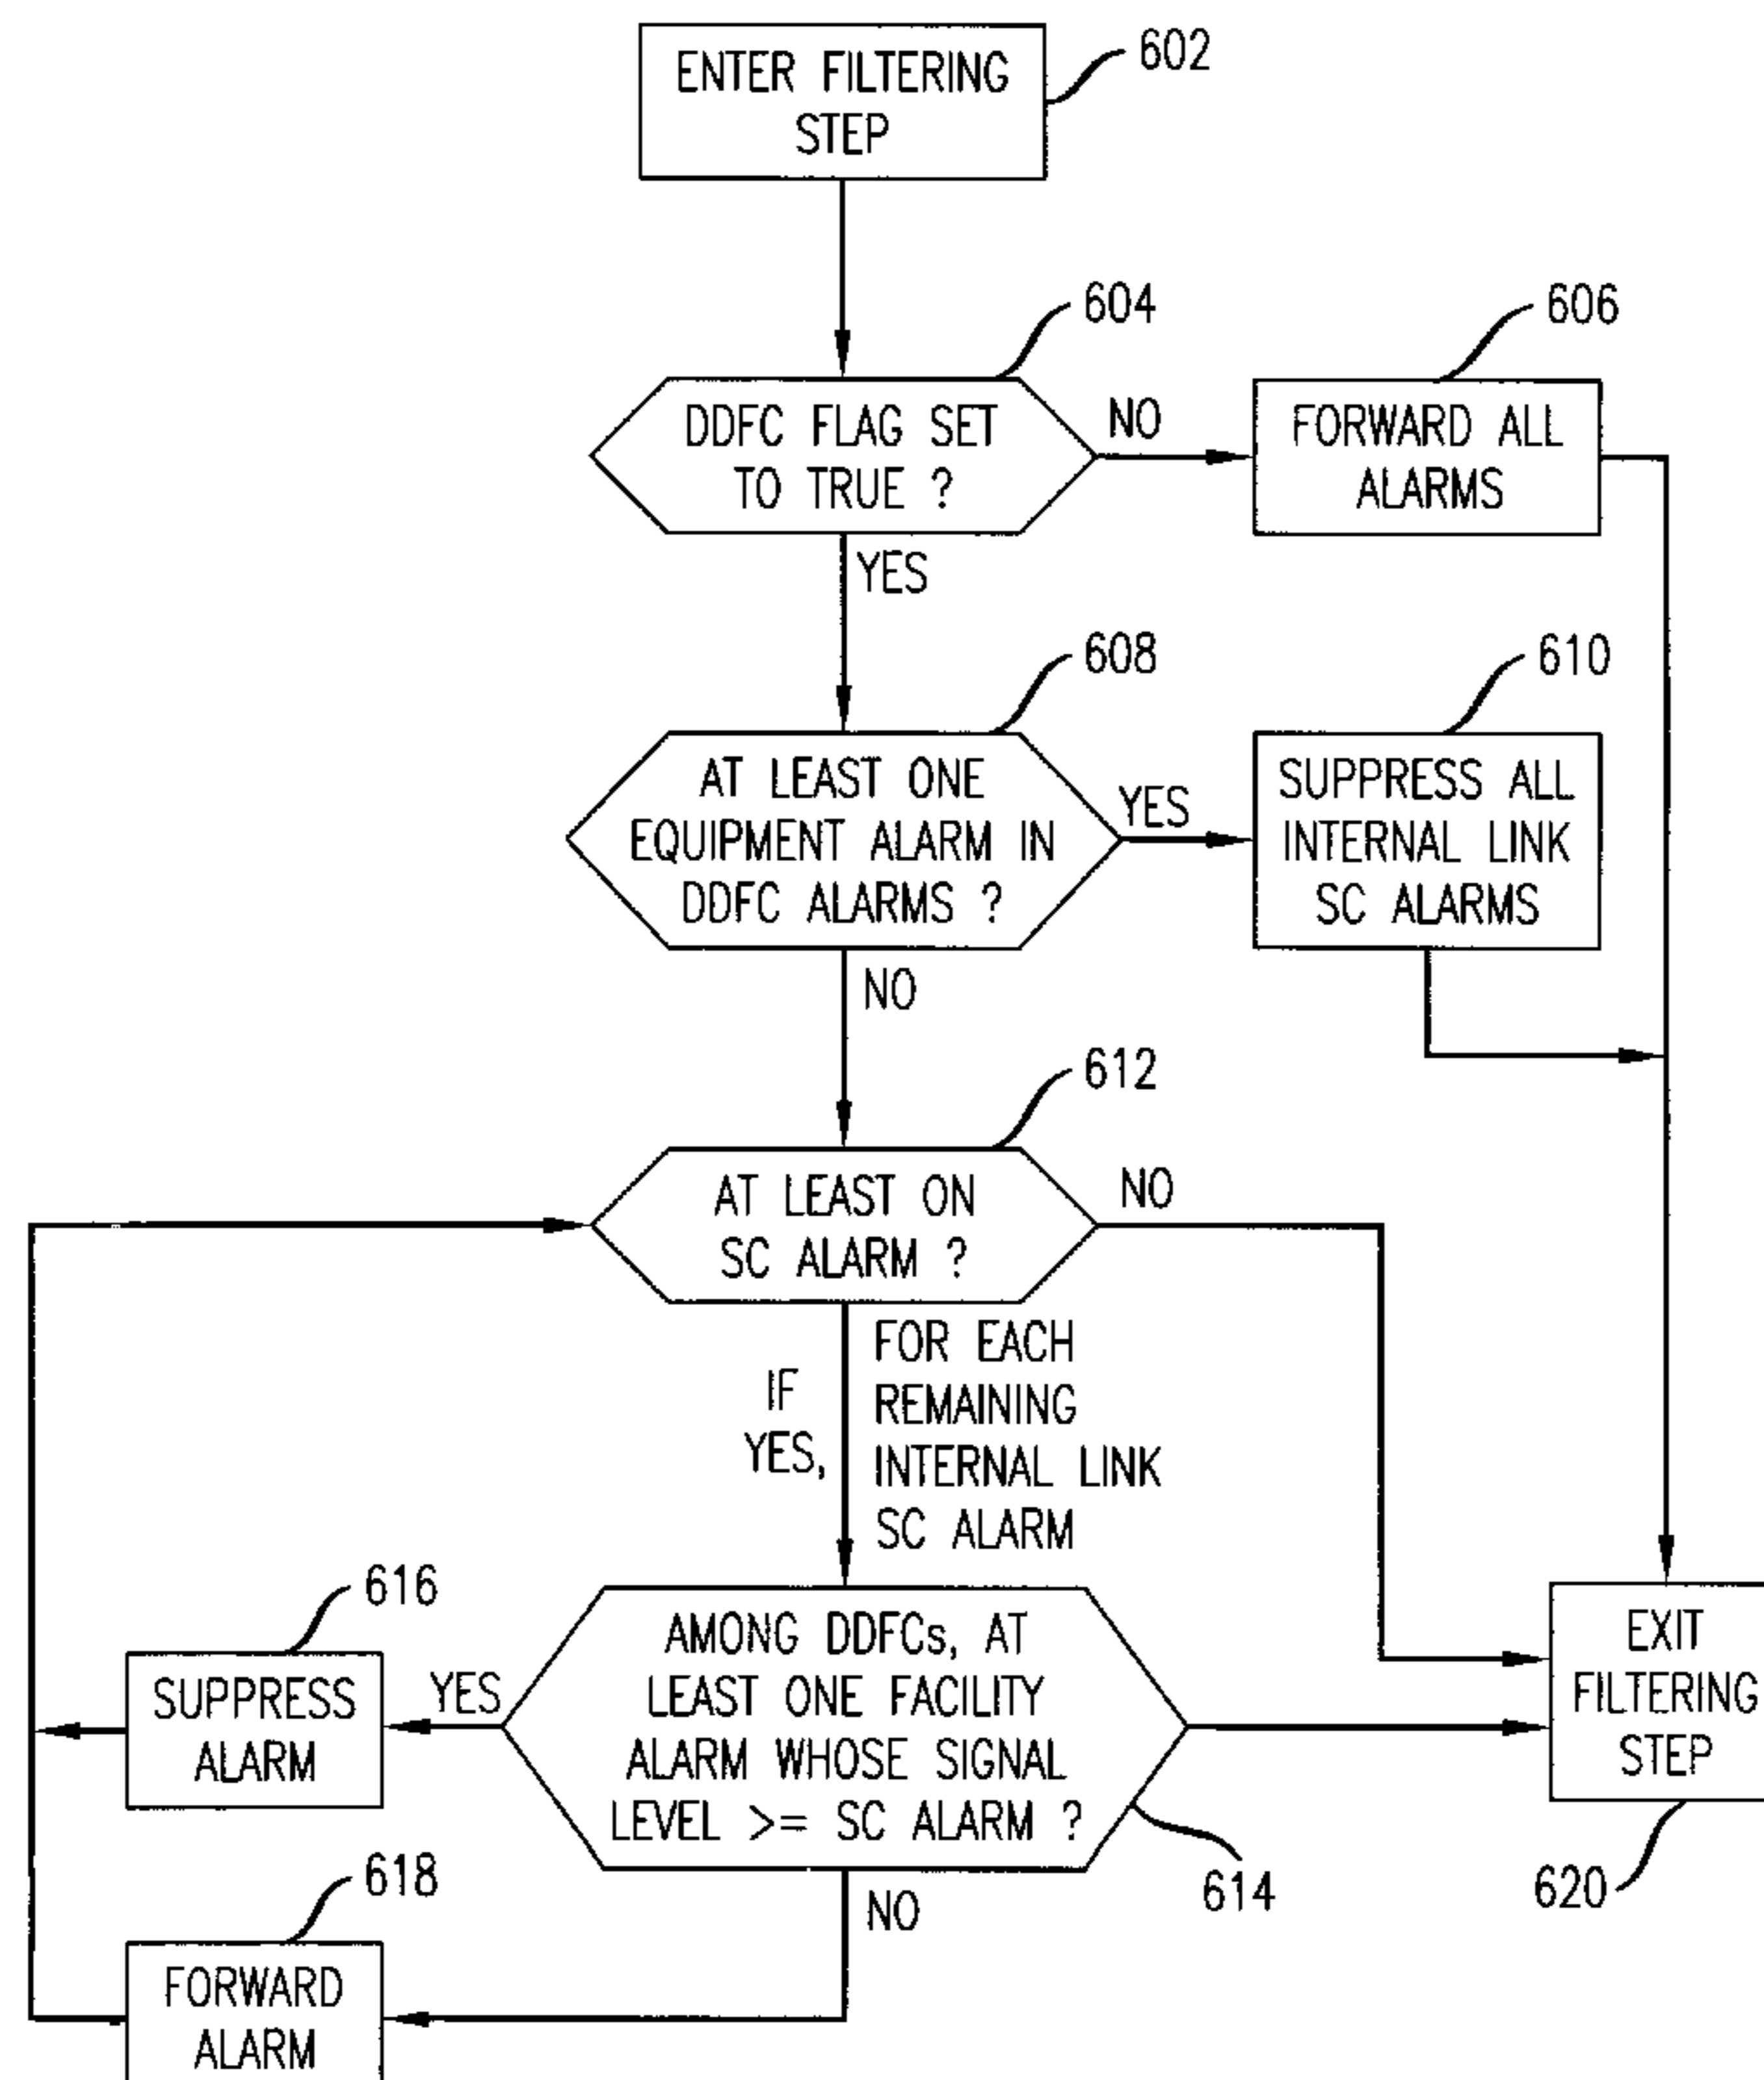 ENTER FILTERING
STEP
602
604
606
DDFC FLAG SET
TO TRUE ?
NO
FORWARD ALL
ALARMS
YES
608
610
AT LEAST ONE
EQUIPMENT ALARM IN
DDFC ALARMS ?
YES
SUPPRESS ALL
INTERNAL LINK
SC ALARMS
NO
612
AT LEAST ON
SC ALARM ?
NO
IF
YES,
FOR EACH
REMAINING
INTERNAL LINK
SC ALARM
616
SUPPRESS
ALARM
YES
AMONG DDFCs, AT
LEAST ONE FACILITY
ALARM WHOSE SIGNAL
LEVEL >= SC ALARM ?
614
EXIT
FILTERING
STEP
620
618
NO
FORWARD
ALARM